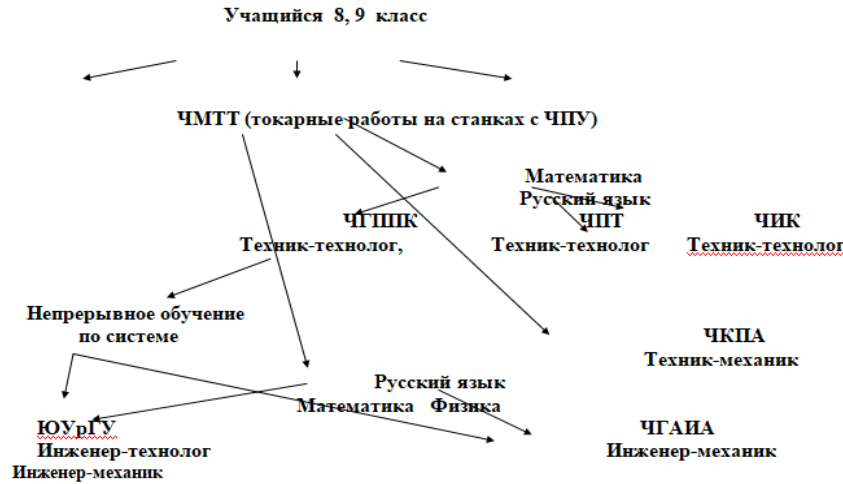 Учащийся 8, 9 класс
ЧМТТ (токарные работы на станках с ЧПУ)
Математика
Русский язык
ЧГППК ЧПТ ЧИК
Техник-технолог, Техник-технолог Техник-технолог
Непрерывное обучение
по системе
ЧКПА
Техник-механик
Русский язык
Математика Физика
ЮУрГУ ЧГАИА
Инженер-технолог Инженер-механик
Инженер-механик